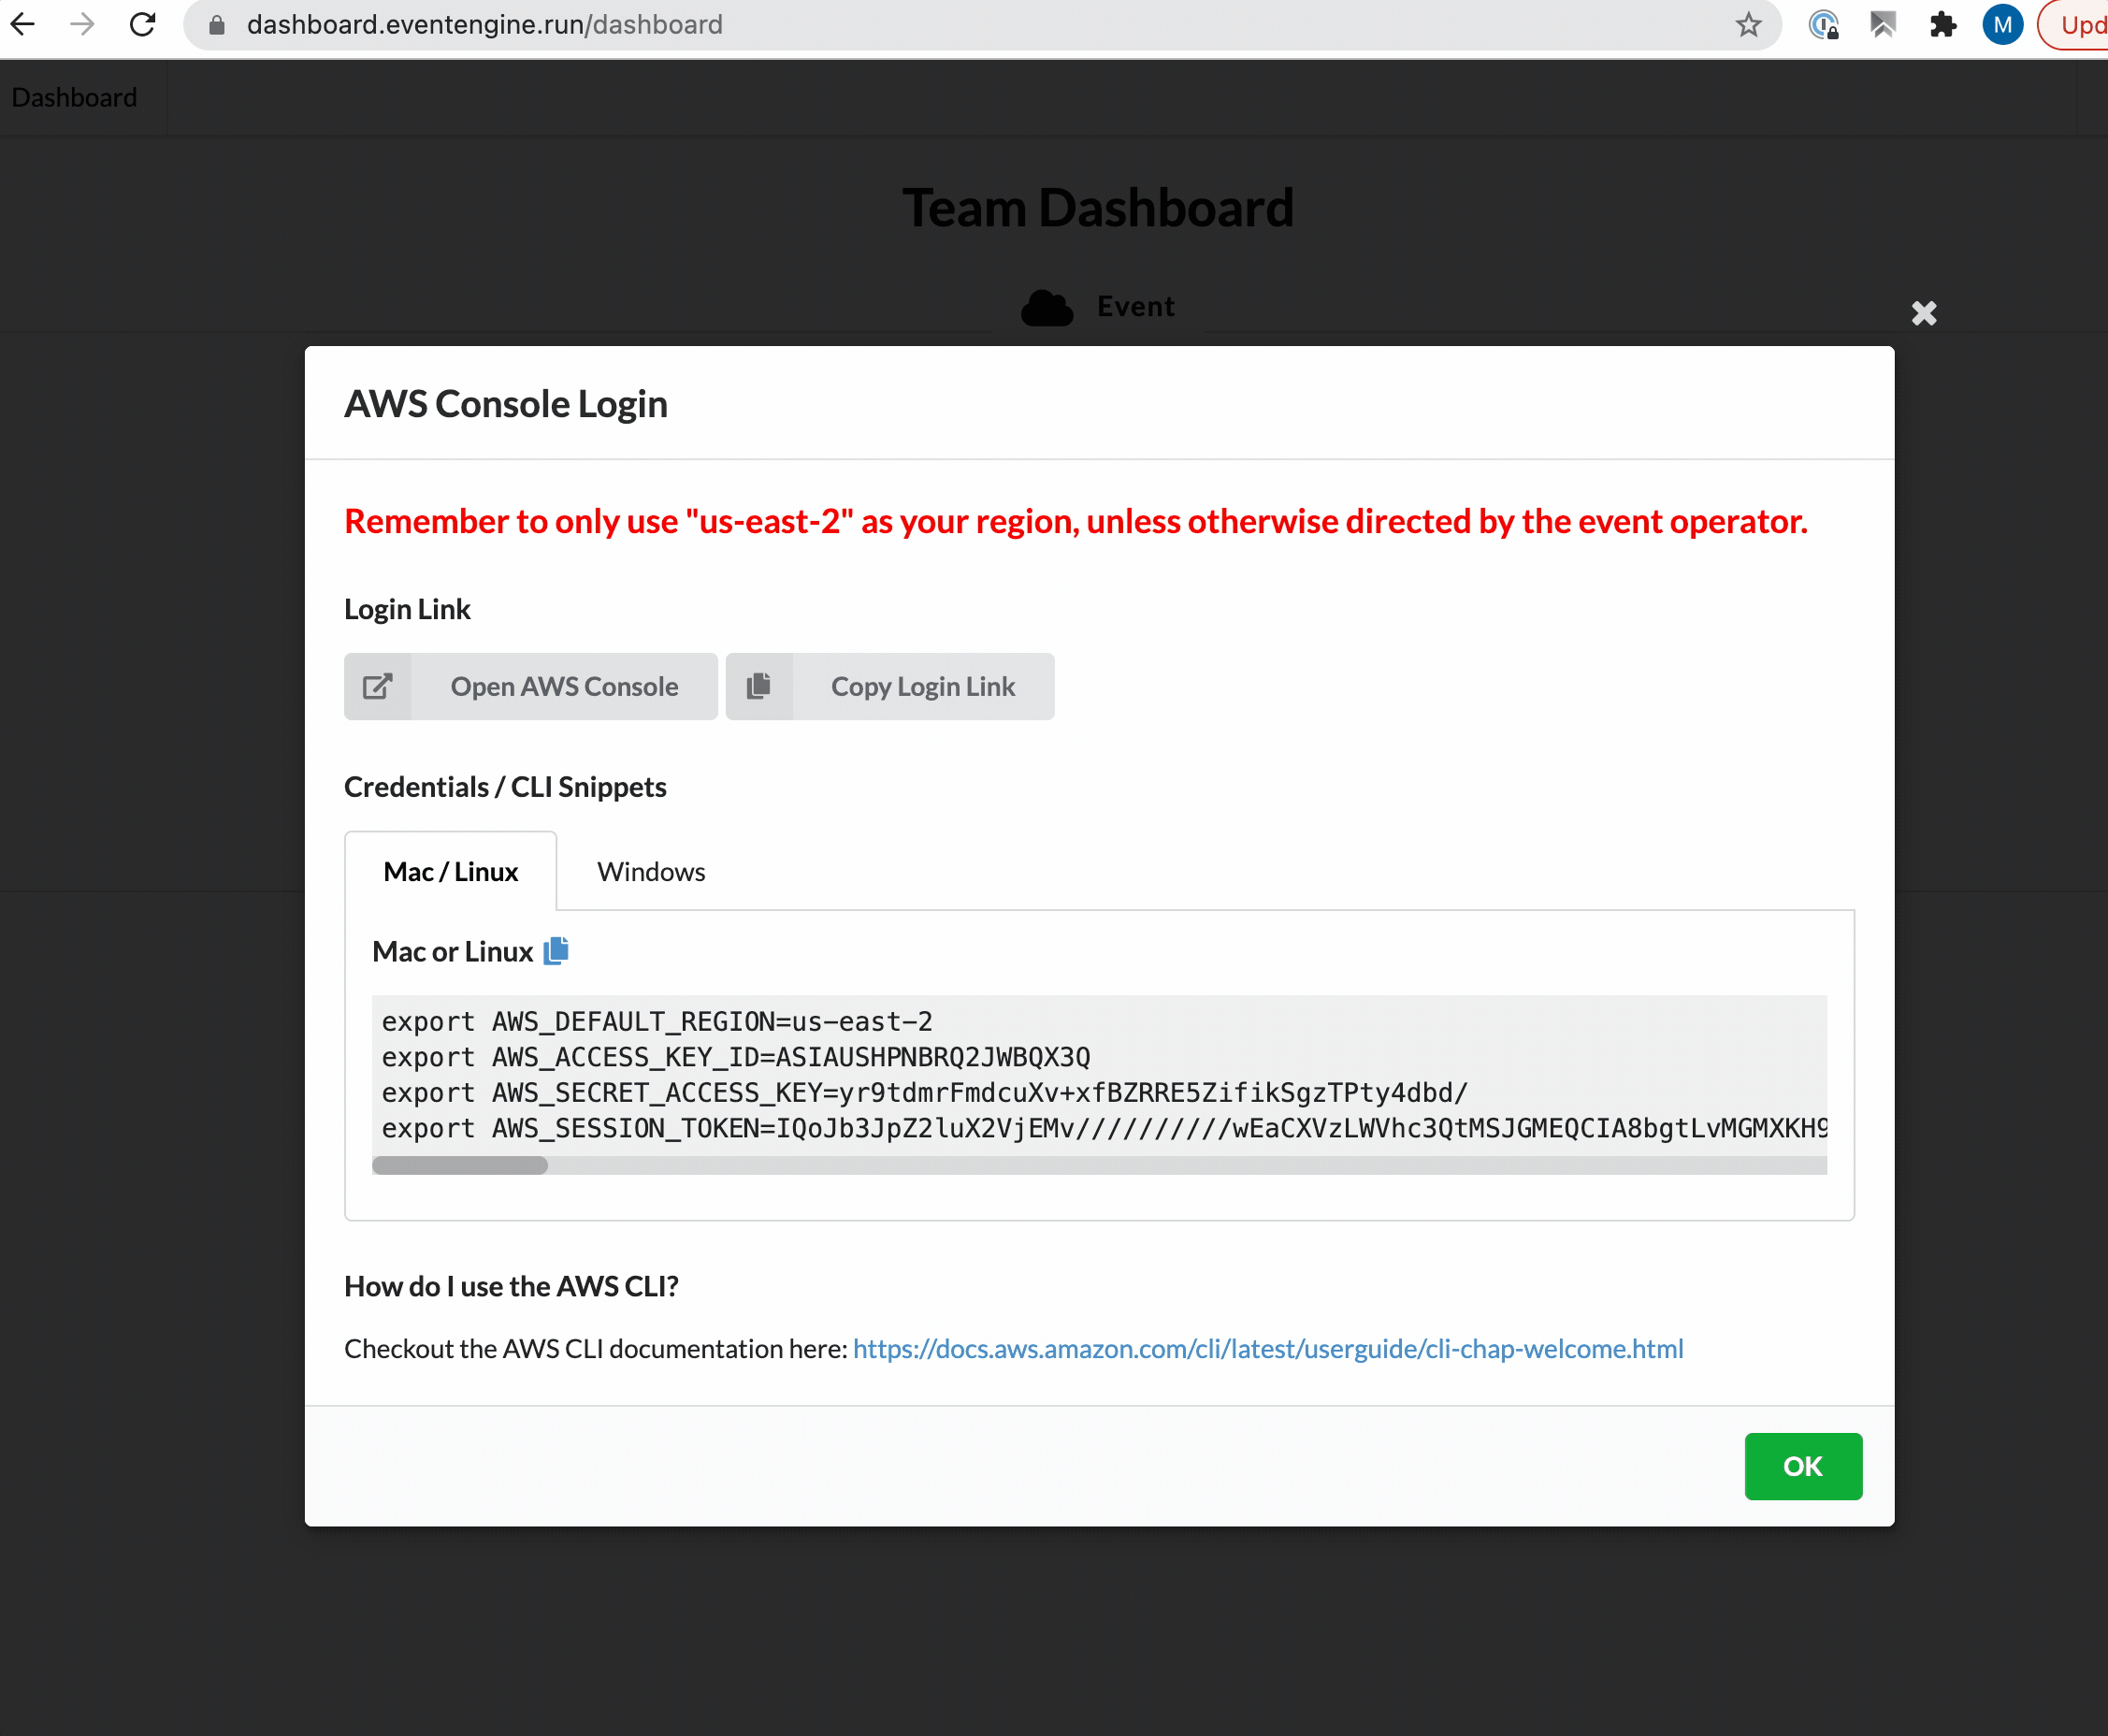 dashboard.eventengine.run/dashboard
M
Upd
Dashboard
Team Dashboard
Event
AWS Console Login
Remember to only use "us-east-2" as your region, unless otherwise directed by the event operator.
Login Link
Open AWS Console
Copy Login Link
Credentials / CLI Snippets
Mac / Linux
Windows
Mac or Linux
export AWS_DEFAULT_REGION=us-east-2
export AWS_ACCESS_KEY_ID=ASIAUSHPNBRQ2JWBQX3Q
export AWS_SECRET_ACCESS_KEY=yr9tdmrFmdcuXv+xfBZRRE5ZifikSgzTPty4dbd/
export AWS_SESSION_TOKEN=IQoJb3JpZ2luX2VjEMv//////////wEaCXVzLWVhc3QtMSJGMEQCIA8bgtLvMGMXKH9
How do I use the AWS CLI?
Checkout the AWS CLI documentation here: https://docs.aws.amazon.com/cli/latest/userguide/cli-chap-welcome.html
OK